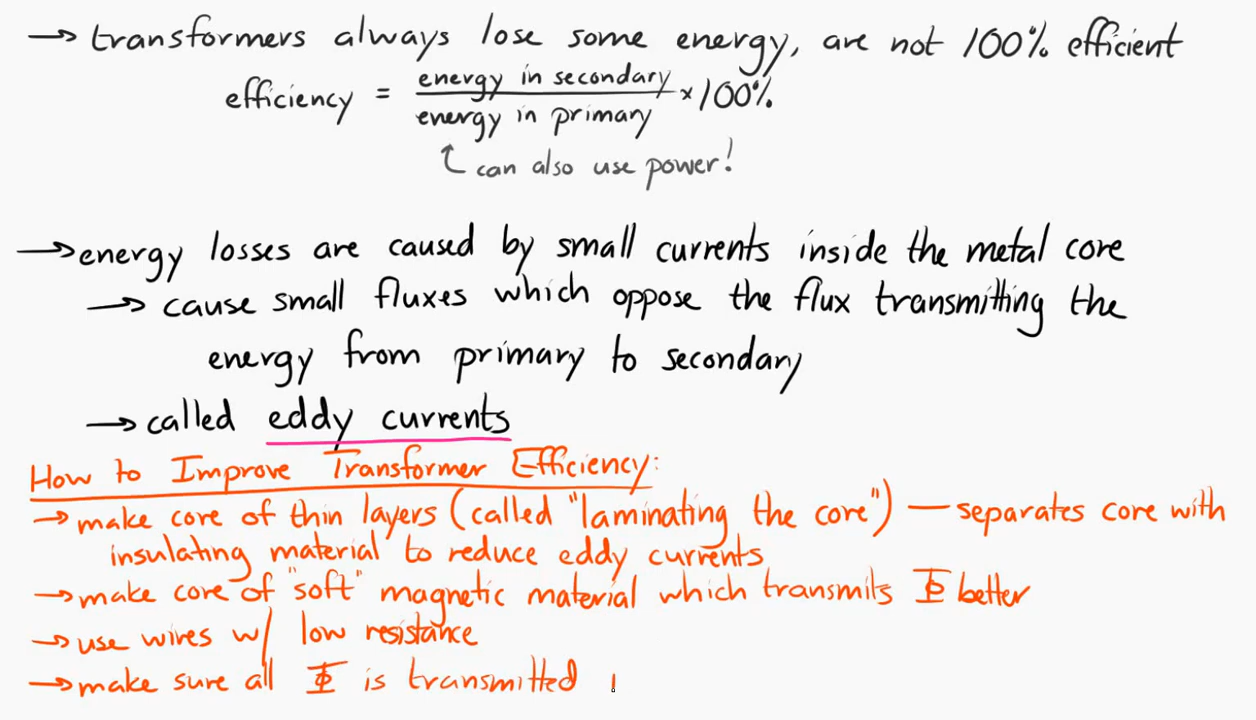 → transformers always lose some energy, are not 100% efficient
efficiency = energy in secondary / energy in primary × 100%
can also use power!
→ energy losses are caused by small currents inside the metal core
→ cause small fluxes which oppose the flux transmitting the
energy from primary to secondary
→ called eddy currents
How to Improve Transformer Efficiency:
→ make core of thin layers (called "laminating the core") — separates core with
insulating material to reduce eddy currents
→ make core of "soft" magnetic material which transmits Φ better
→ use wires w/ low resistance
→ make sure all Φ is transmitted